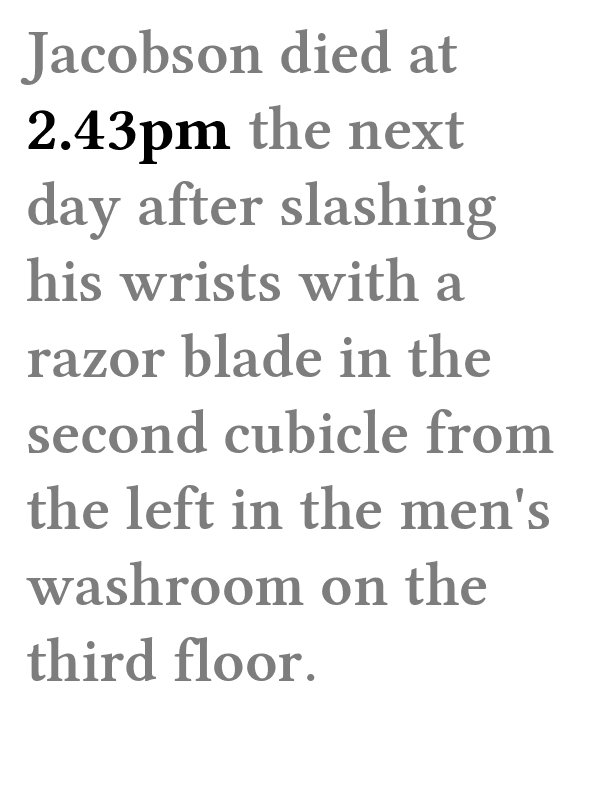 Jacobson died at
2.43pm the next
day after slashing
his wrists with a
razor blade in the
second cubicle from
the left in the men's
washroom on the
third floor.